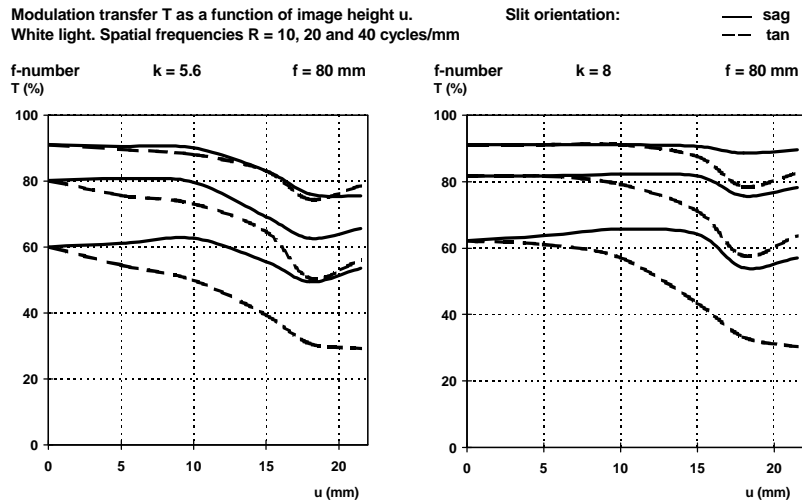 Modulation transfer T as a function of image height u. Slit orientation: sag
White light. Spatial frequencies R = 10, 20 and 40 cycles/mm tan
f-number k = 5.6 f = 80 mm
T (%)
100
80
60
40
20
0
0 5 10 15 20
u (mm)
f-number k = 8 f = 80 mm
T (%)
100
80
60
40
20
0
0 5 10 15 20
u (mm)